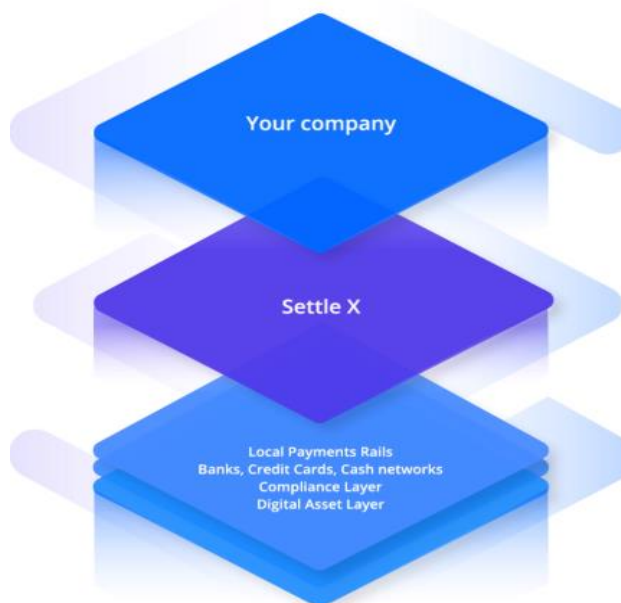 Your company
Settle X
Local Payments Rails
Banks, Credit Cards, Cash networks
Compliance Layer
Digital Asset Layer